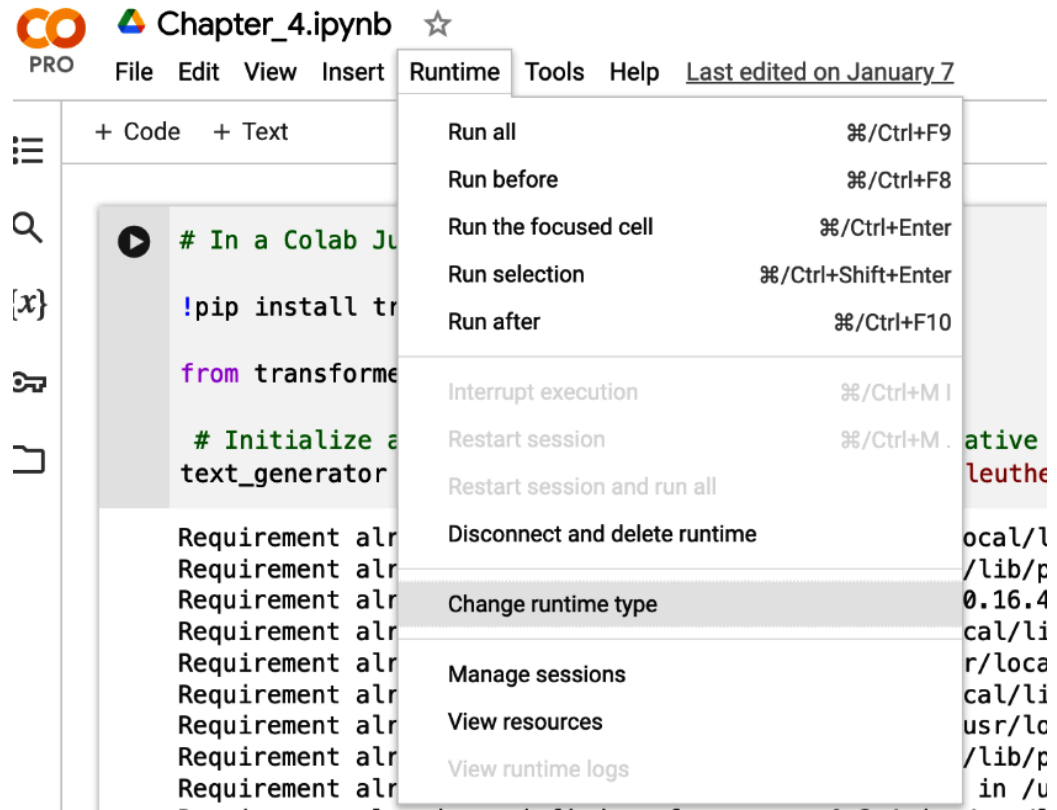 CO
PRO
Chapter_4.ipynb
File Edit View Insert Runtime Tools Help Last edited on January 7
+ Code + Text
Run all ⌘/Ctrl+F9
Run before ⌘/Ctrl+F8
Run the focused cell ⌘/Ctrl+Enter
Run selection ⌘/Ctrl+Shift+Enter
Run after ⌘/Ctrl+F10
Interrupt execution ⌘/Ctrl+M I
Restart session ⌘/Ctrl+M .
Restart session and run all
Disconnect and delete runtime
Change runtime type
Manage sessions
View resources
View runtime logs
{x}
# In a Colab Ju
!pip install tr
from transforme
# Initialize a ative
text_generator leuthe
Requirement alr ocal/l
Requirement alr /lib/p
Requirement alr 0.16.4
Requirement alr cal/li
Requirement alr r/loca
Requirement alr cal/li
Requirement alr usr/lo
Requirement alr /lib/p
Requirement alr in /u